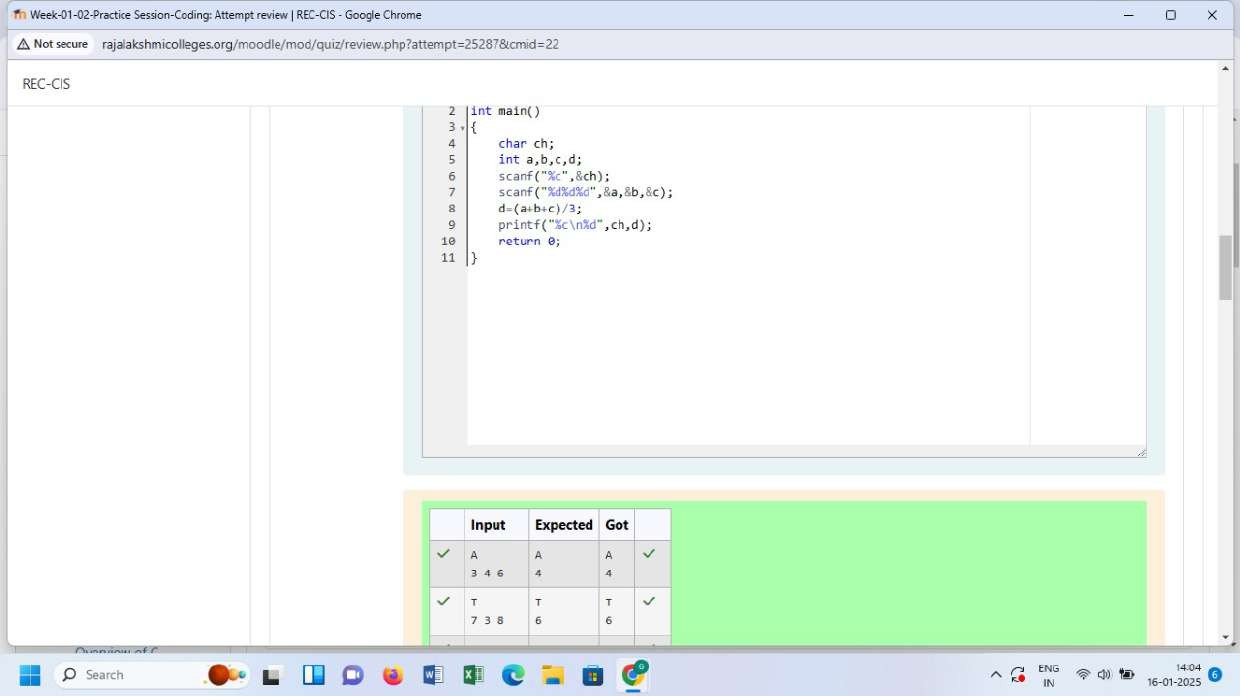 Week-01-02-Practice Session-Coding: Attempt review | REC-CIS - Google Chrome
Not secure rajalakshmicolleges.org/moodle/mod/quiz/review.php?attempt=25287&cmid=22
REC-CIS
2 int main()
3 {
4 char ch;
5 int a,b,c,d;
6 scanf("%c",&ch);
7 scanf("%d%d%d",&a,&b,&c);
8 d=(a+b+c)/3;
9 printf("%c\n%d",ch,d);
10 return 0;
11 }
Input Expected Got
A A A
3 4 6 4 4
T T T
7 3 8 6 6
Overview of C
Search
ENG 14:04
IN 16-01-2025 6